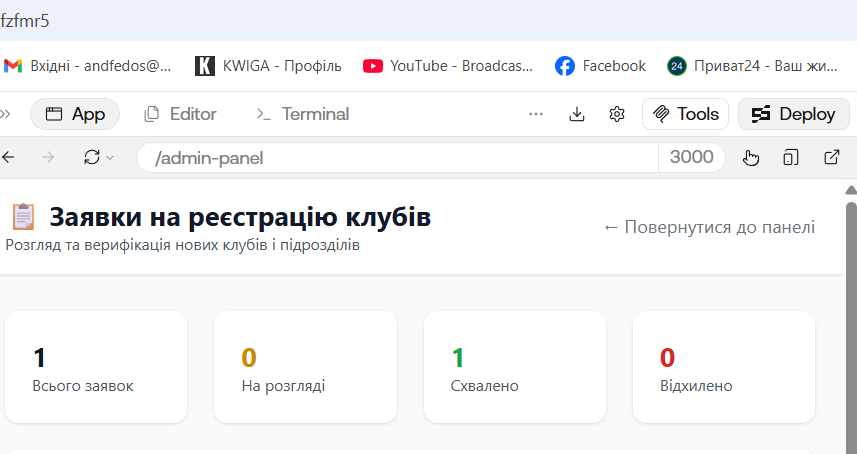 fzfmr5
Вхідні - andfedos@... KWIGA - Профіль YouTube - Broadcas... Facebook 24 Приват24 - Ваш жи...
App Editor Terminal ... Tools Deploy
/admin-panel 3000
Заявки на реєстрацію клубів
Розгляд та верифікація нових клубів і підрозділів
← Повернутися до панелі
1
Всього заявок
0
На розгляді
1
Схвалено
0
Відхилено